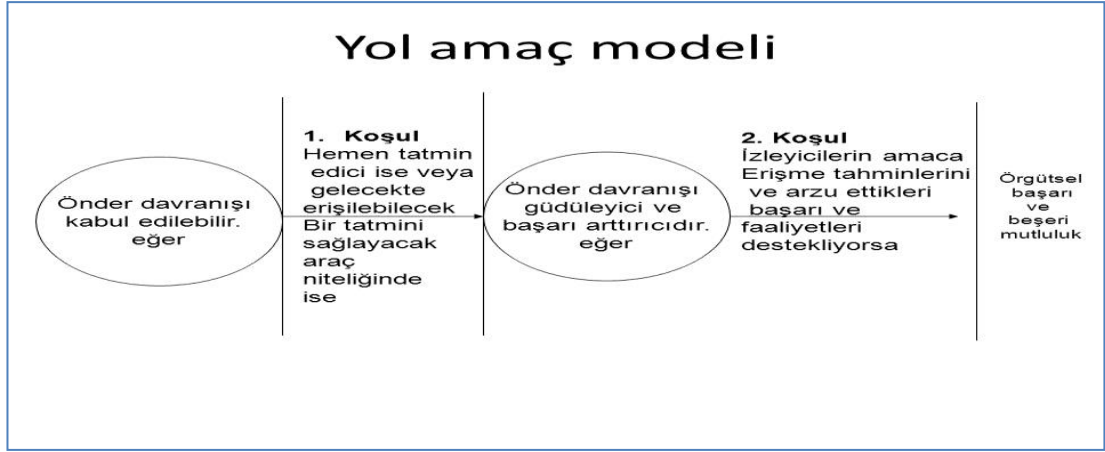 Yol amaç modeli
Önder davranışı
kabul edilebilir.
eğer
1. Koşul
Hemen tatmin
edici ise veya
gelecekte
erişilebilecek
Bir tatmini
sağlayacak
araç
niteliğinde
ise
Önder davranışı
güdüleyici ve
başarı arttırıcıdır.
eğer
2. Koşul
İzleyicilerin amaca
Erişme tahminlerini
ve arzu ettikleri
başarı ve
faaliyetleri
destekliyorsa
Örgütsel
başarı
ve
beşeri
mutluluk